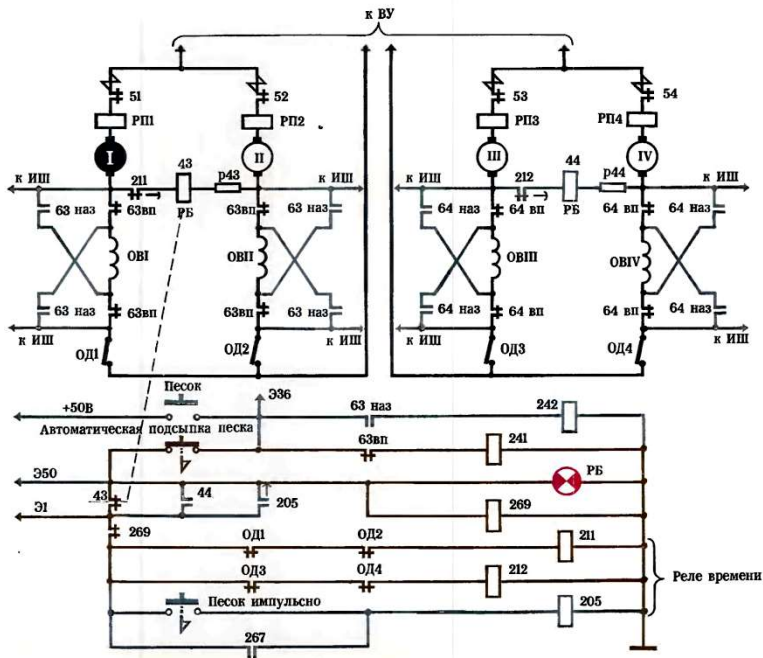 к ВУ
51
52
53
54
РП1
РП2
РП3
РП4
I
II
III
IV
к ИШ
211
43
р43
к ИШ
к ИШ
212
44
р44
к ИШ
63 наз
63вп
РБ
63вп
63 наз
64 наз
64 вп
РБ
64 вп
64 наз
ОВI
ОВII
ОВIII
ОВIV
63 наз
63вп
63вп
63 наз
64 наз
64 вп
64 вп
64 наз
к ИШ
к ИШ
к ИШ
к ИШ
ОД1
ОД2
ОД3
ОД4
Песок
Э36
+50В
63 наз
242
Автоматическая подсыпка песка
63вп
241
Э50
РБ
43
44
205
Э1
269
269
ОД1
ОД2
211
ОД3
ОД4
212
Реле времени
Песок импульсно
205
267